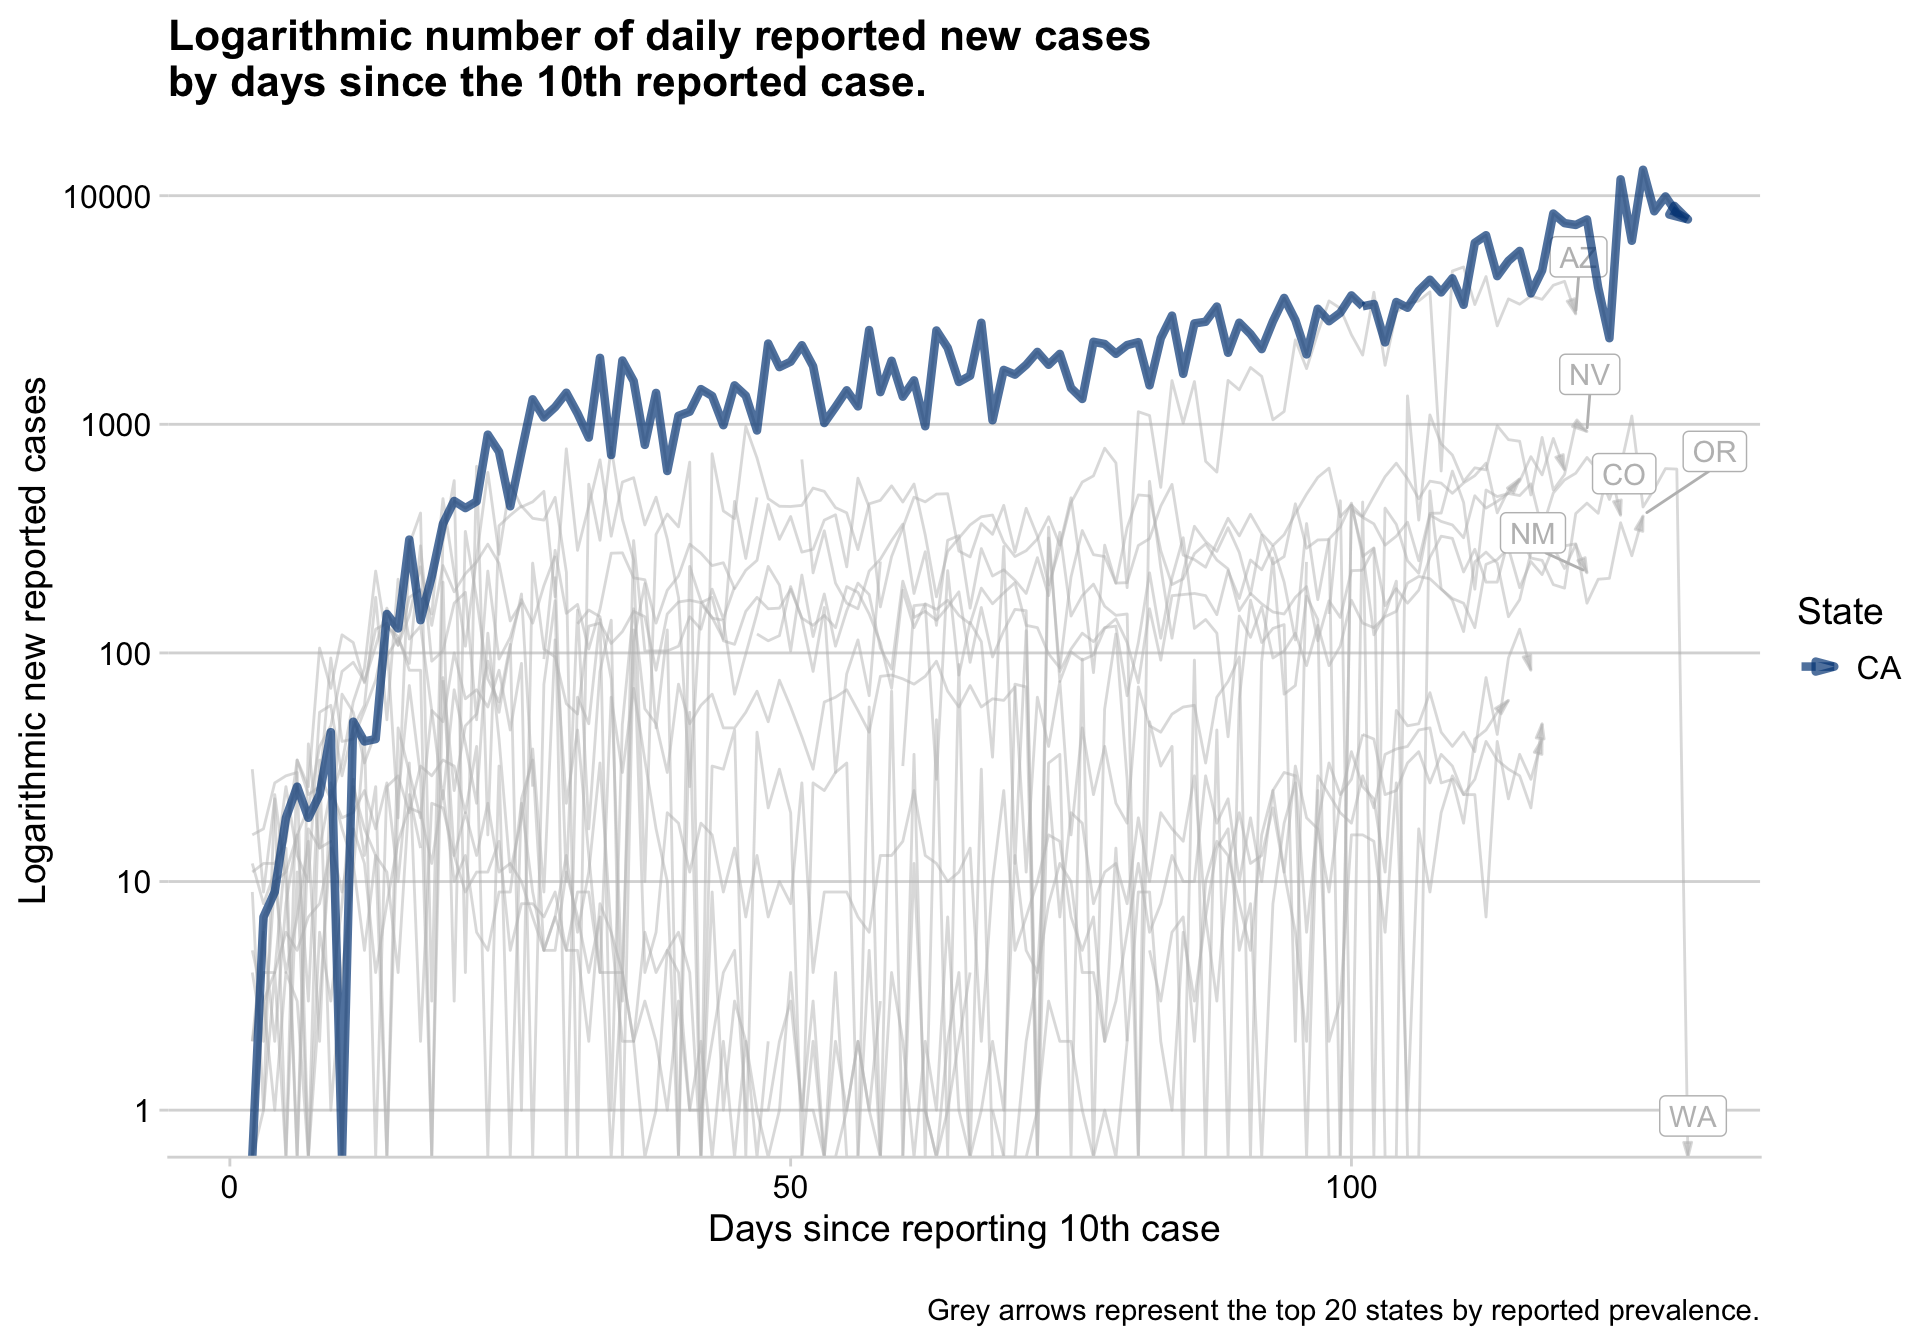 Logarithmic number of daily reported new cases
by days since the 10th reported case.
Logarithmic new reported cases
10000
1000
100
10
1
AZ
NV
OR
CO
NM
WA
State
CA
0
50
100
Days since reporting 10th case
Grey arrows represent the top 20 states by reported prevalence.